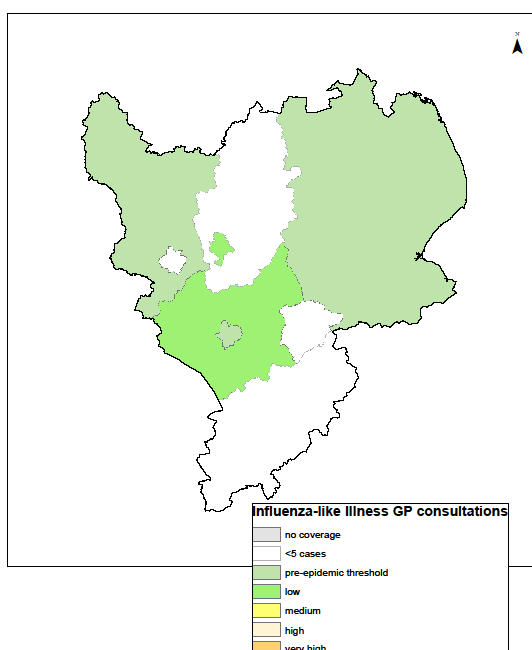 N
Influenza-like Illness GP consultations
no coverage
<5 cases
pre-epidemic threshold
low
medium
high
very high